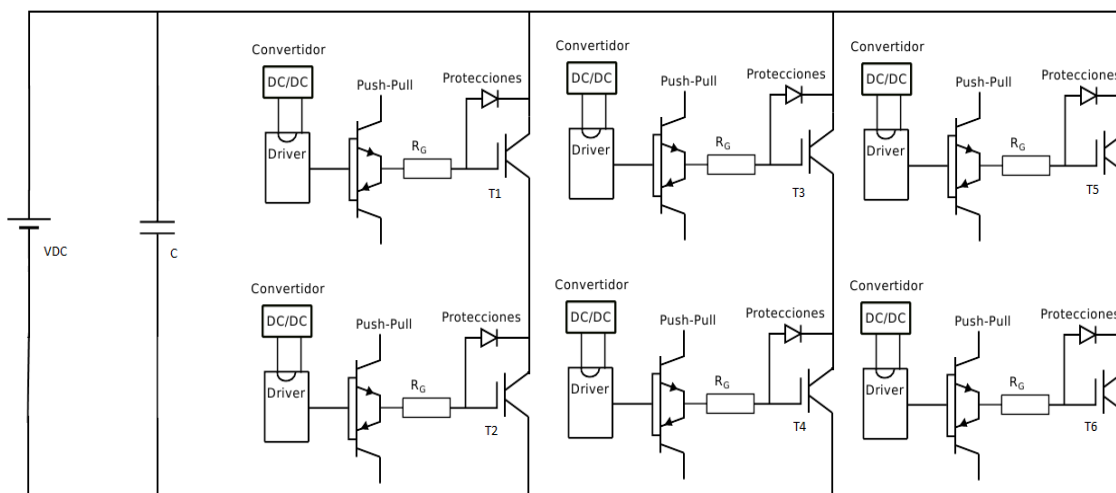 Convertidor
DC/DC
Driver
Push-Pull
RG
Protecciones
T1
Convertidor
DC/DC
Driver
Push-Pull
RG
Protecciones
T3
Convertidor
DC/DC
Driver
Push-Pull
RG
Protecciones
T5
VDC
C
Convertidor
DC/DC
Driver
Push-Pull
RG
Protecciones
T2
Convertidor
DC/DC
Driver
Push-Pull
RG
Protecciones
T4
Convertidor
DC/DC
Driver
Push-Pull
RG
Protecciones
T6